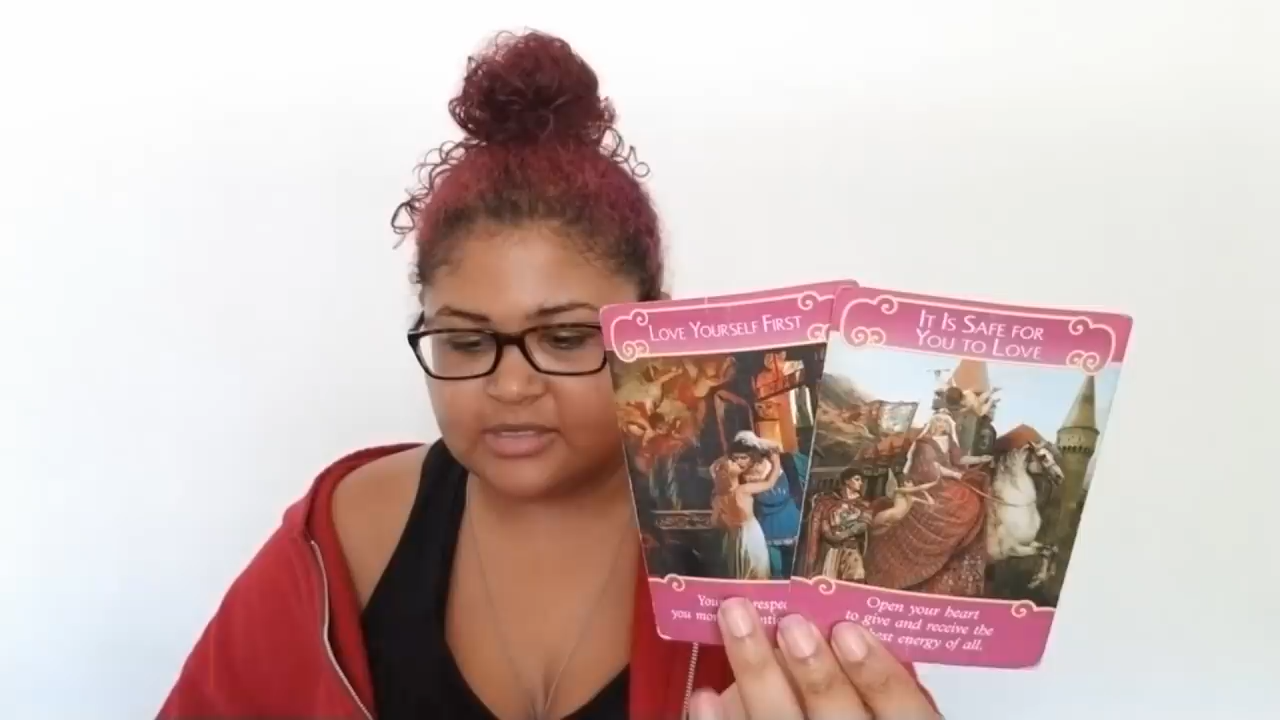 LOVE YOURSELF FIRST
IT IS SAFE FOR
YOU TO LOVE
you
Open your heart
to give and receive the
energy of all.